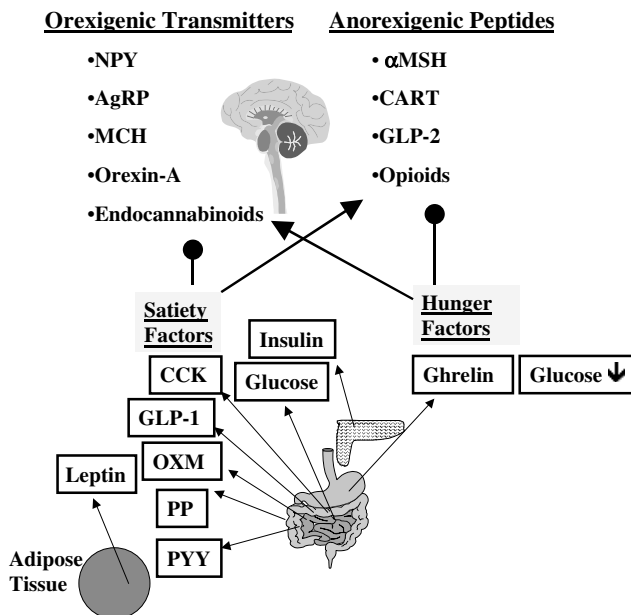 Orexigenic Transmitters
•NPY
•AgRP
•MCH
•Orexin-A
•Endocannabinoids
Anorexigenic Peptides
• αMSH
•CART
•GLP-2
•Opioids
Satiety
Factors
Hunger
Factors
Insulin
CCK
Glucose
Ghrelin
Glucose ↓
GLP-1
OXM
Leptin
PP
PYY
Adipose
Tissue